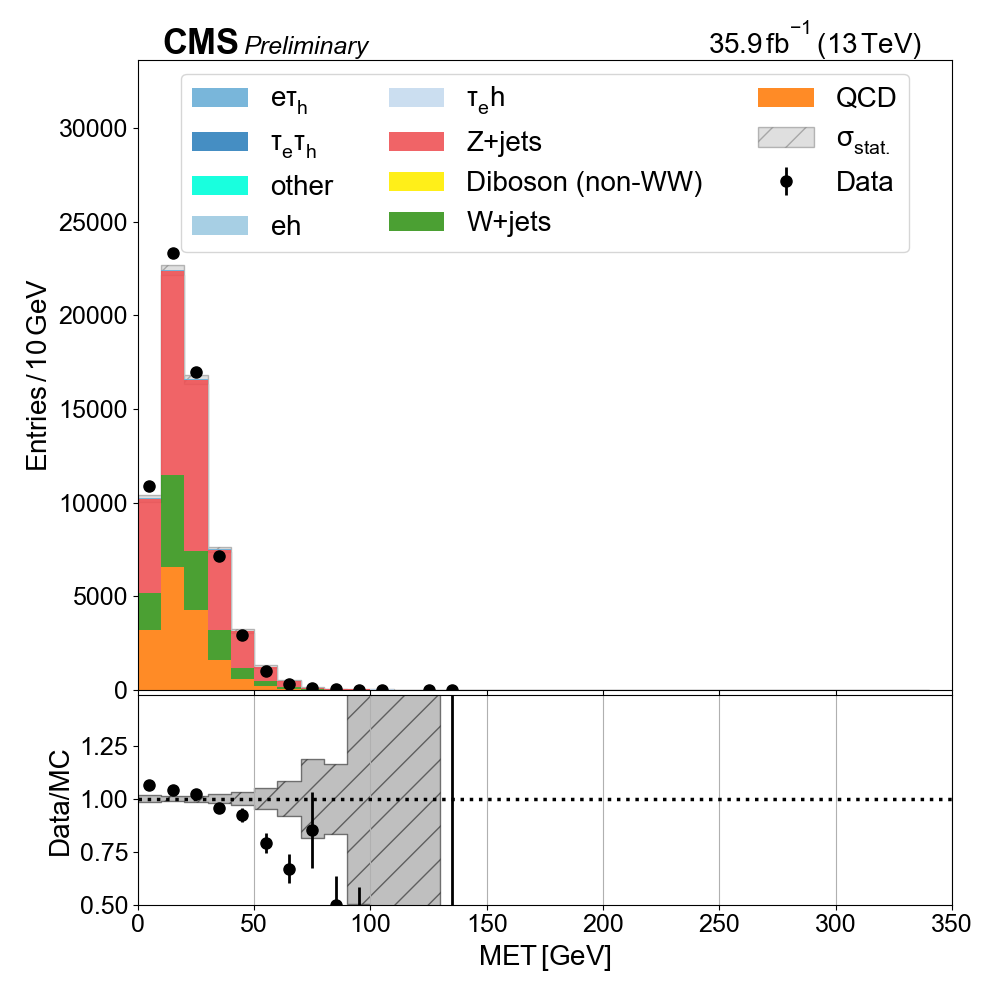 CMS Preliminary 35.9 fb⁻¹ (13 TeV)
eτh
τeτh
other
eh
τeh
Z+jets
Diboson (non-WW)
W+jets
QCD
σstat.
Data
Entries / 10 GeV
30000
25000
20000
15000
10000
5000
0
Data/MC
1.25
1.00
0.75
0.50
0 50 100 150 200 250 300 350
MET [GeV]